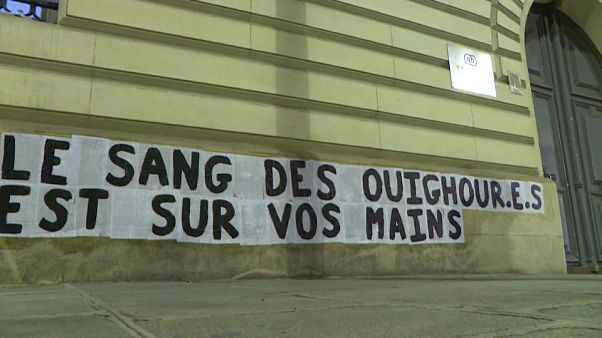 LE SANG DES OUIGHOUR.E.S
EST SUR VOS MAINS